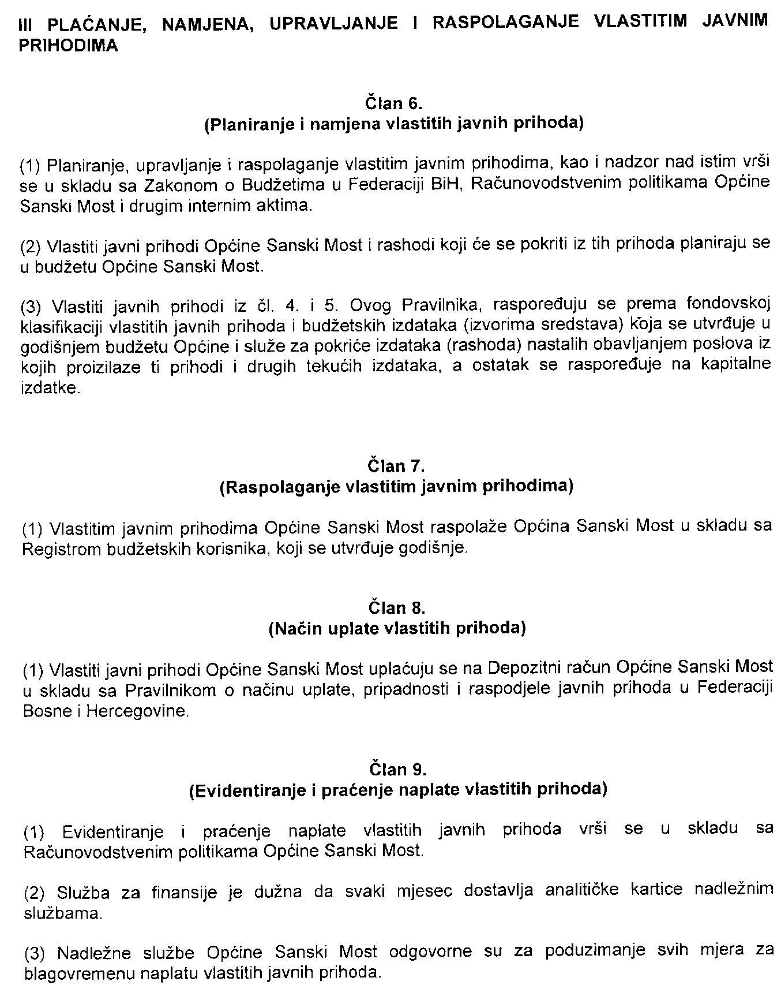 III PLAĆANJE, NAMJENA, UPRAVLJANJE I RASPOLAGANJE VLASTITIM JAVNIM
PRIHODIMA
Član 6.
(Planiranje i namjena vlastitih javnih prihoda)
(1) Planiranje, upravljanje i raspolaganje vlastitim javnim prihodima, kao i nadzor nad istim vrši
se u skladu sa Zakonom o Budžetima u Federaciji BiH, Računovodstvenim politikama Općine
Sanski Most i drugim internim aktima.
(2) Vlastiti javni prihodi Općine Sanski Most i rashodi koji će se pokriti iz tih prihoda planiraju se
u budžetu Općine Sanski Most.
(3) Vlastiti javnih prihodi iz čl. 4. i 5. Ovog Pravilnika, raspoređuju se prema fondovskoj
klasifikaciji vlastitih javnih prihoda i budžetskih izdataka (izvorima sredstava) koja se utvrđuje u
godišnjem budžetu Općine i služe za pokriće izdataka (rashoda) nastalih obavljanjem poslova iz
kojih proizilaze ti prihodi i drugih tekućih izdataka, a ostatak se raspoređuje na kapitalne
izdatke.
Član 7.
(Raspolaganje vlastitim javnim prihodima)
(1) Vlastitim javnim prihodima Općine Sanski Most raspolaže Općina Sanski Most u skladu sa
Registrom budžetskih korisnika, koji se utvrđuje godišnje.
Član 8.
(Način uplate vlastitih prihoda)
(1) Vlastiti javni prihodi Općine Sanski Most uplaćuju se na Depozitni račun Općine Sanski Most
u skladu sa Pravilnikom o načinu uplate, pripadnosti i raspodjele javnih prihoda u Federaciji
Bosne i Hercegovine.
Član 9.
(Evidentiranje i praćenje naplate vlastitih prihoda)
(1) Evidentiranje i praćenje naplate vlastitih javnih prihoda vrši se u skladu sa
Računovodstvenim politikama Općine Sanski Most.
(2) Služba za finansije je dužna da svaki mjesec dostavlja analitičke kartice nadležnim
službama.
(3) Nadležne službe Općine Sanski Most odgovorne su za poduzimanje svih mjera za
blagovremenu naplatu vlastitih javnih prihoda.